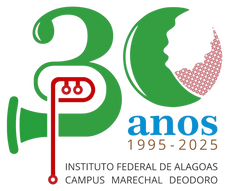 30
anos
1995-2025
INSTITUTO FEDERAL DE ALAGOAS
CAMPUS MARECHAL DEODORO